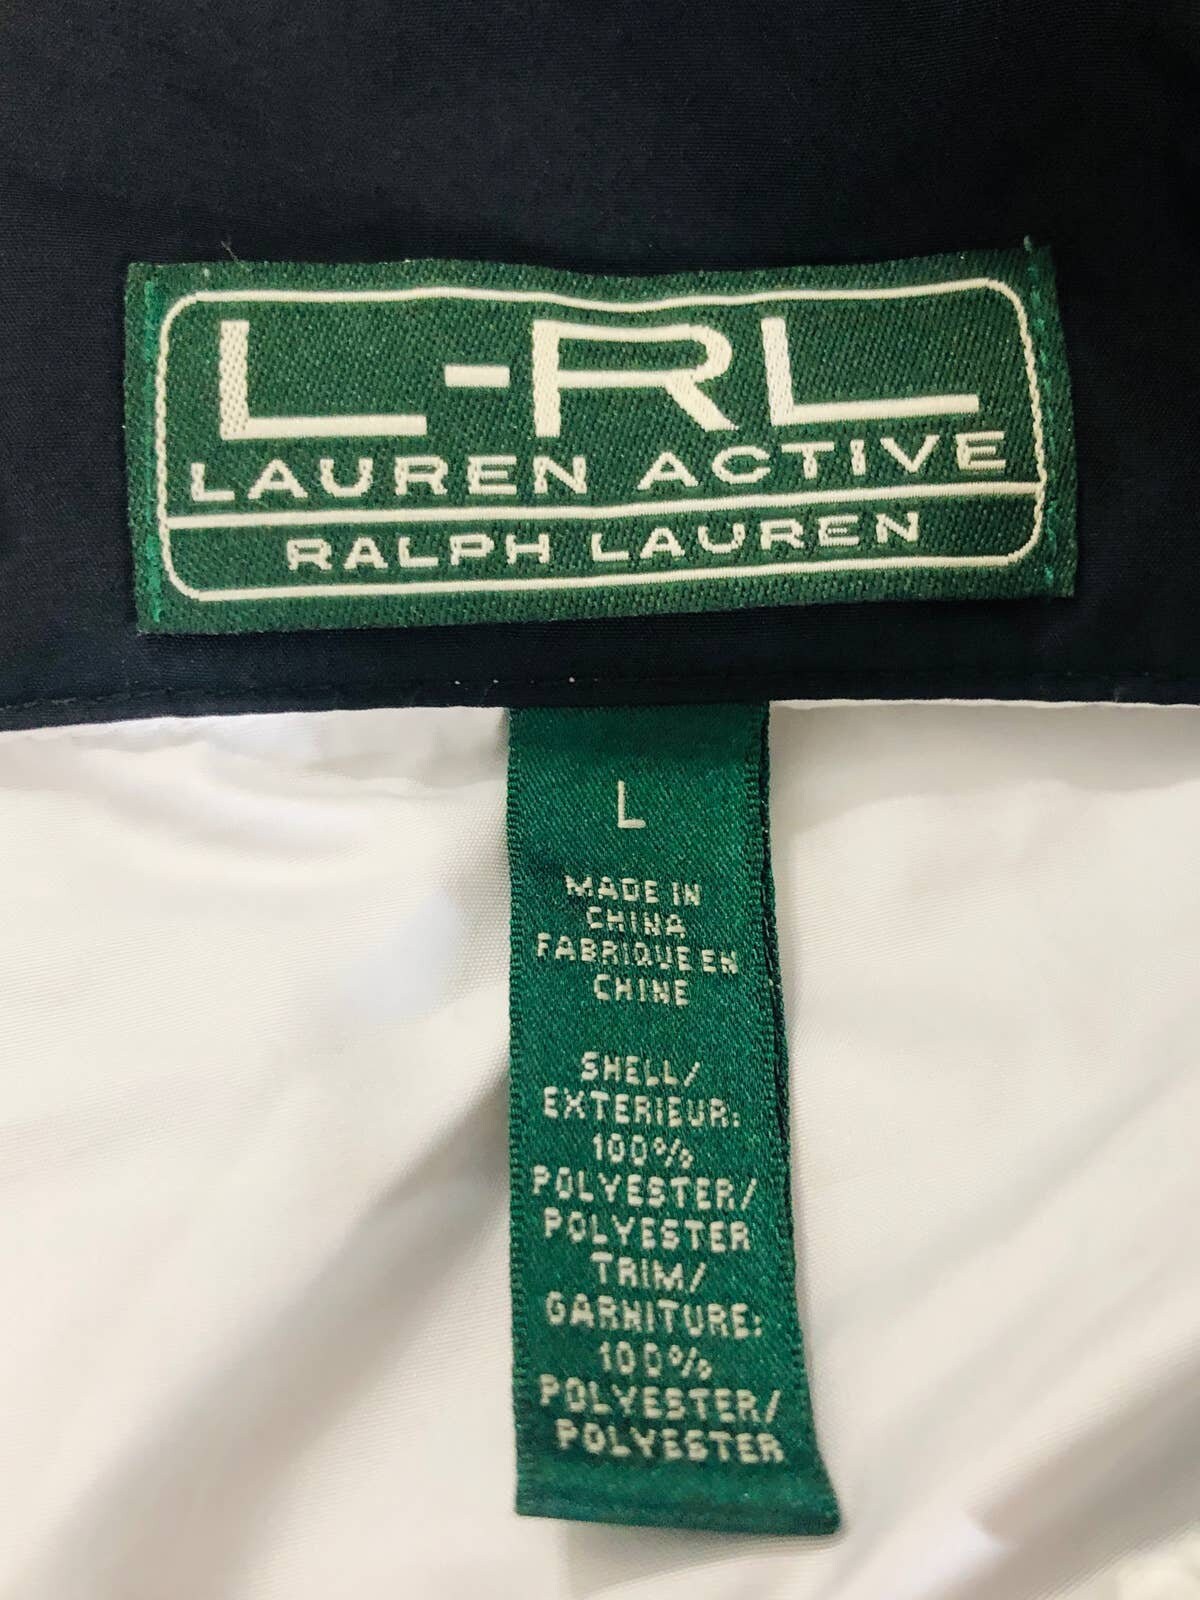 L-RL
LAUREN ACTIVE
RALPH LAUREN
L
MADE IN
CHINA
FABRIQUE EN
CHINE
SHELL/
EXTERIEUR:
100%
POLYESTER/
POLYESTER
TRIM/
GARNITURE:
100%
POLYESTER/
POLYESTER